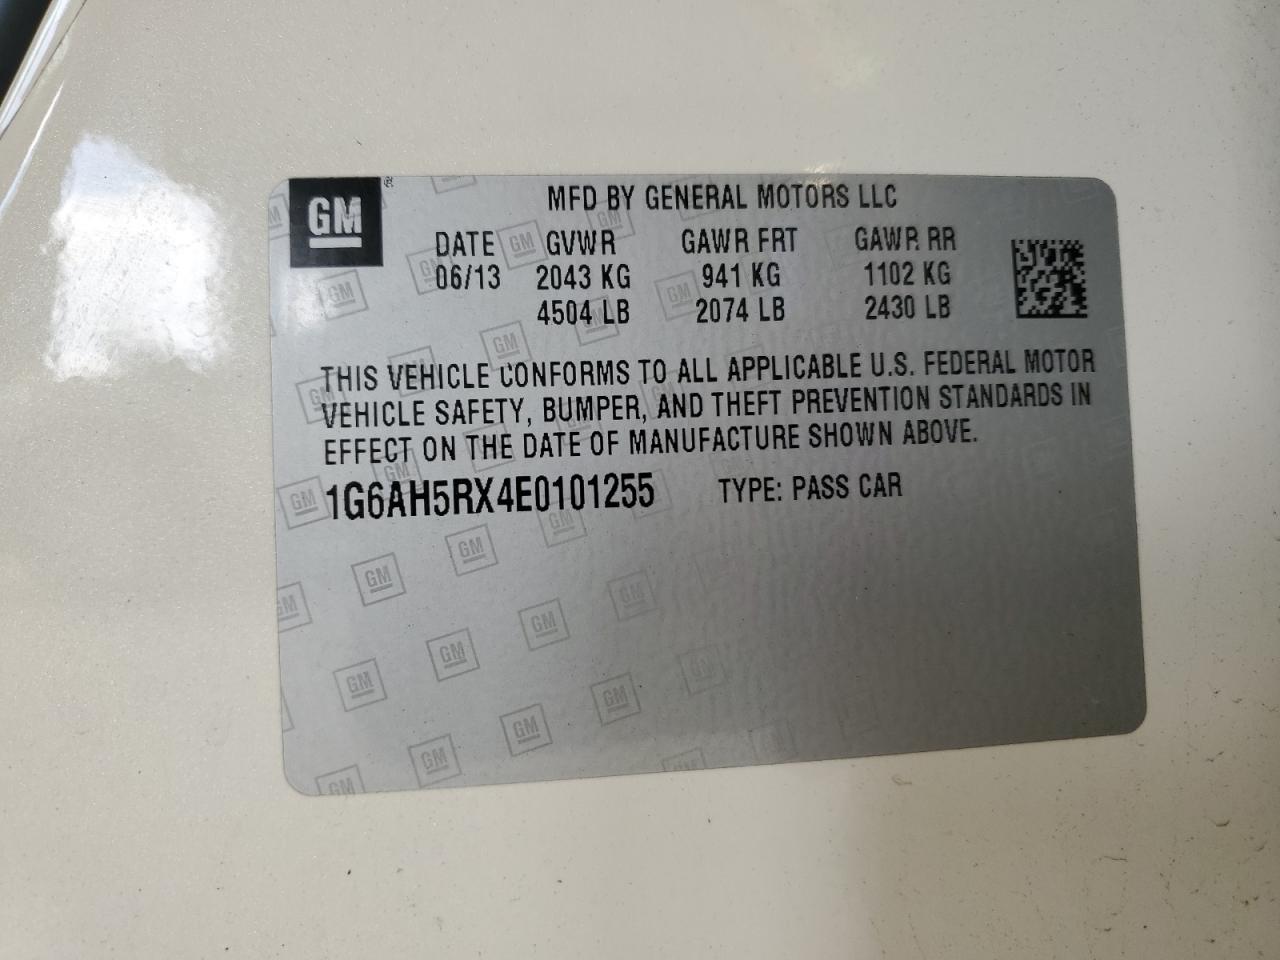 GM
MFD BY GENERAL MOTORS LLC
DATE GVWR GAWR FRT GAWR RR
06/13 2043 KG 941 KG 1102 KG
4504 LB 2074 LB 2430 LB
THIS VEHICLE CONFORMS TO ALL APPLICABLE U.S. FEDERAL MOTOR
VEHICLE SAFETY, BUMPER, AND THEFT PREVENTION STANDARDS IN
EFFECT ON THE DATE OF MANUFACTURE SHOWN ABOVE.
1G6AH5RX4E0101255 TYPE: PASS CAR